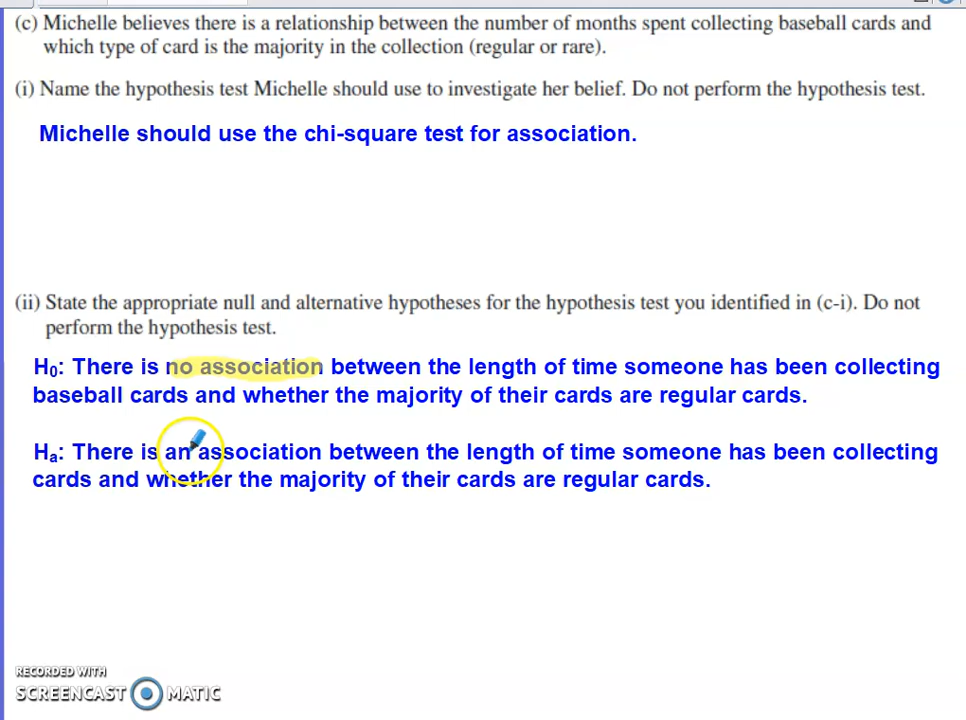 (c) Michelle believes there is a relationship between the number of months spent collecting baseball cards and
which type of card is the majority in the collection (regular or rare).
(i) Name the hypothesis test Michelle should use to investigate her belief. Do not perform the hypothesis test.
Michelle should use the chi-square test for association.
(ii) State the appropriate null and alternative hypotheses for the hypothesis test you identified in (c-i). Do not
perform the hypothesis test.
H₀: There is no association between the length of time someone has been collecting
baseball cards and whether the majority of their cards are regular cards.
Hₐ: There is an association between the length of time someone has been collecting
cards and whether the majority of their cards are regular cards.
RECORDED WITH
SCREENCAST MATIC